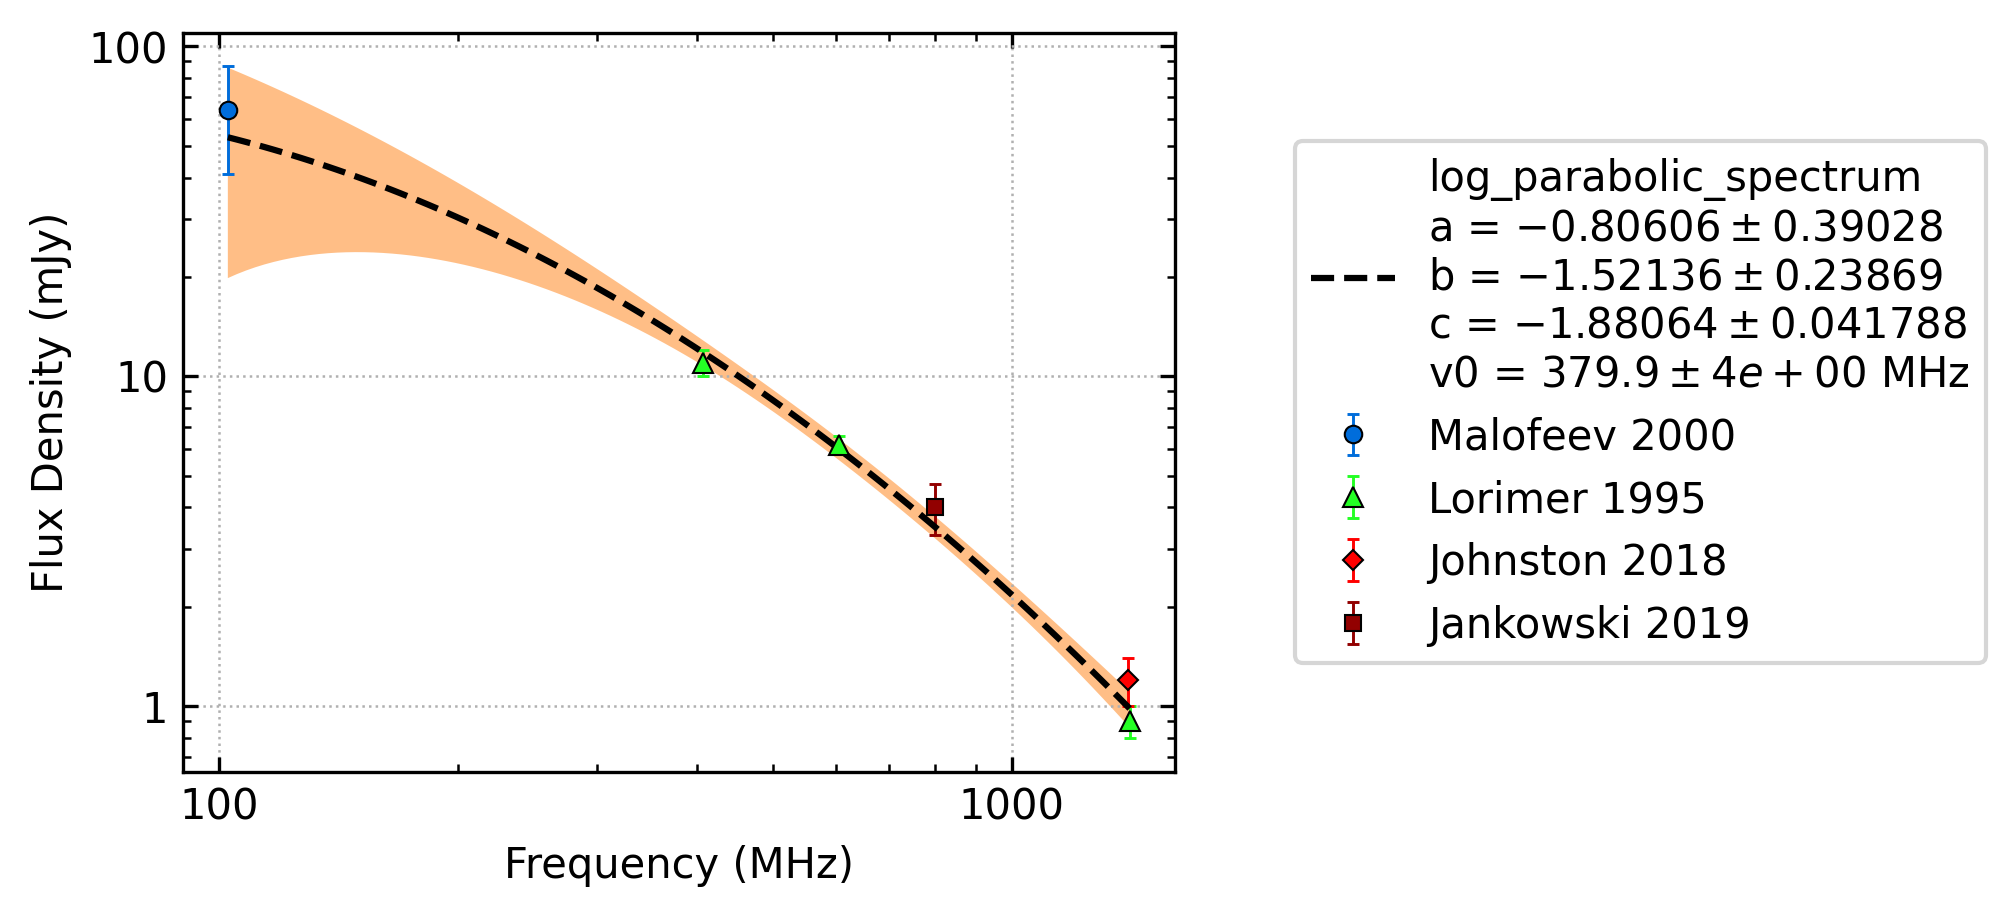 100
10
1
Flux Density (mJy)
100
1000
Frequency (MHz)
log_parabolic_spectrum
a = −0.80606 ± 0.39028
b = −1.52136 ± 0.23869
c = −1.88064 ± 0.041788
v0 = 379.9 ± 4e + 00 MHz
Malofeev 2000
Lorimer 1995
Johnston 2018
Jankowski 2019